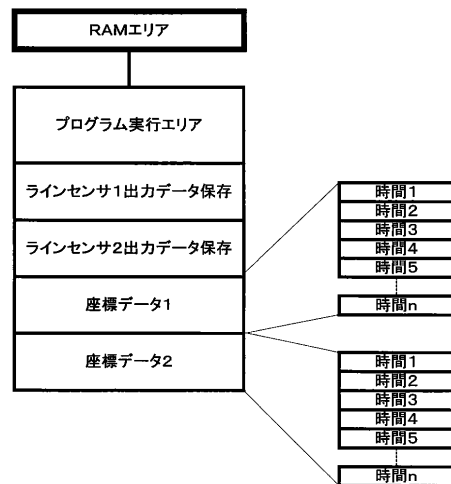 RAMエリア
プログラム実行エリア
ラインセンサ1出力データ保存
ラインセンサ2出力データ保存
座標データ1
座標データ2
時間1
時間2
時間3
時間4
時間5
時間n
時間1
時間2
時間3
時間4
時間5
時間n